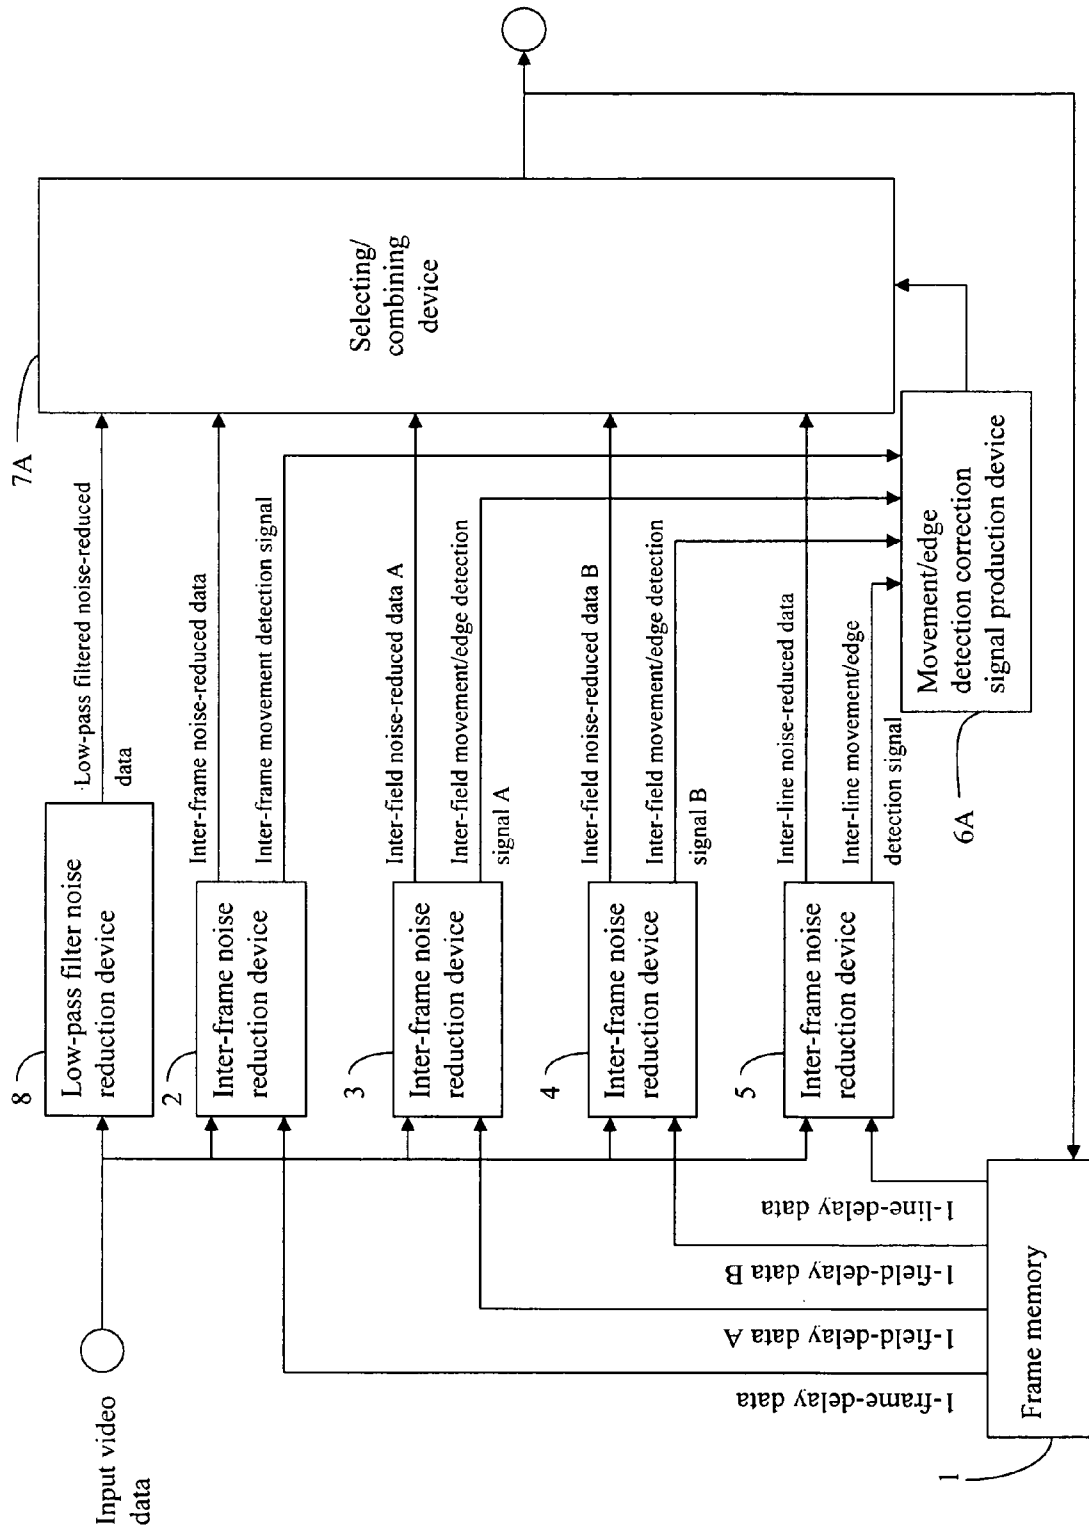 Input video
data
8
Low-pass filter noise
reduction device
Low-pass filtered noise-reduced
data
7A
Selecting/
combining
device
2
Inter-frame noise
reduction device
Inter-frame noise-reduced data
Inter-frame movement detection signal
3
Inter-frame noise
reduction device
Inter-field noise-reduced data A
Inter-field movement/edge detection
signal A
4
Inter-frame noise
reduction device
Inter-field noise-reduced data B
Inter-field movement/edge detection
signal B
5
Inter-frame noise
reduction device
Inter-line noise-reduced data
Inter-line movement/edge
detection signal
6A
Movement/edge
detection correction
signal production device
1-frame-delay data
1-field-delay data A
1-field-delay data B
1-line-delay data
1
Frame memory